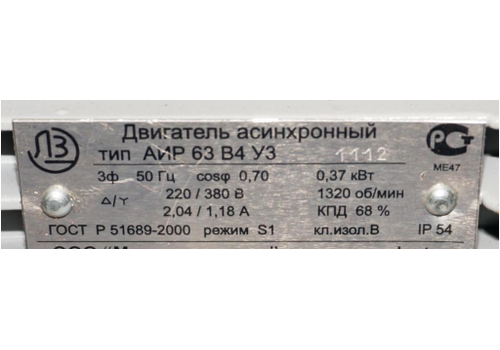 ЛЗ
Двигатель асинхронный
тип АИР 63 В4 У3 1112
МЕ47
3ф 50 Гц cosφ 0,70 0,37 кВт
Δ/Y 220 / 380 В 1320 об/мин
2,04 / 1,18 А КПД 68 %
ГОСТ Р 51689-2000 режим S1 кл.изол.В IP 54